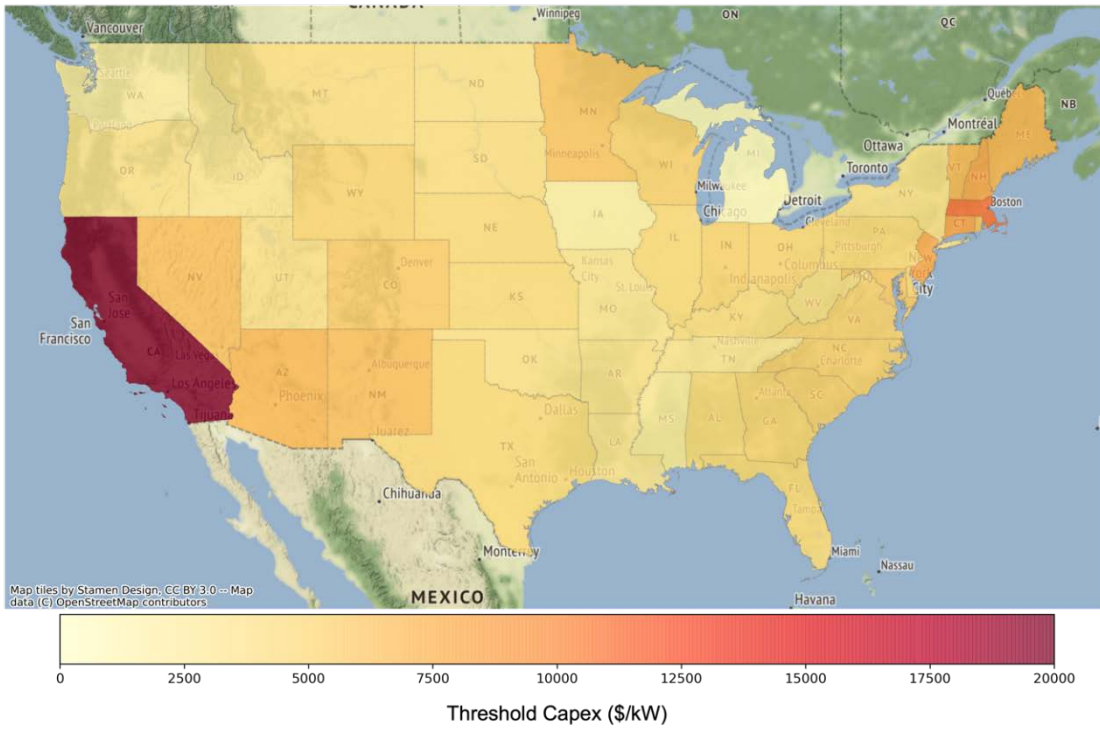 CANADA
Winnipeg
ON
QC
Vancouver
Seattle
WA
MT
ND
MN
Québ
NB
Portland
Montréal
ME
Ottawa
OR
ID
SD
Minneapolis
WI
MI
Toronto
VT
NH
WY
Milwaukee
NY
Boston
Detroit
Chicago
CT
IA
Cleveland
NE
PA
NV
UT
Denver
IL
IN
OH
Pittsburgh
New
Kansas
City
Columbus
York
City
CO
Indianapolis
MD
San
Jose
St. Louis
WV
San
Francisco
KS
MO
KY
VA
CA
Las Vegas
Nashville
NC
Charlotte
Albuquerque
OK
TN
Los Angeles
AZ
Phoenix
NM
AR
Atlanta
SC
Tijuan
Dallas
MS
AL
GA
Juarez
TX
LA
San
Antonio
Houston
FL
Chihuahua
Tampa
Monterrey
Miami
Nassau
MEXICO
Havana
Map tiles by Stamen Design, CC BY 3.0 -- Map
data (C) OpenStreetMap contributors
0 2500 5000 7500 10000 12500 15000 17500 20000
Threshold Capex ($/kW)